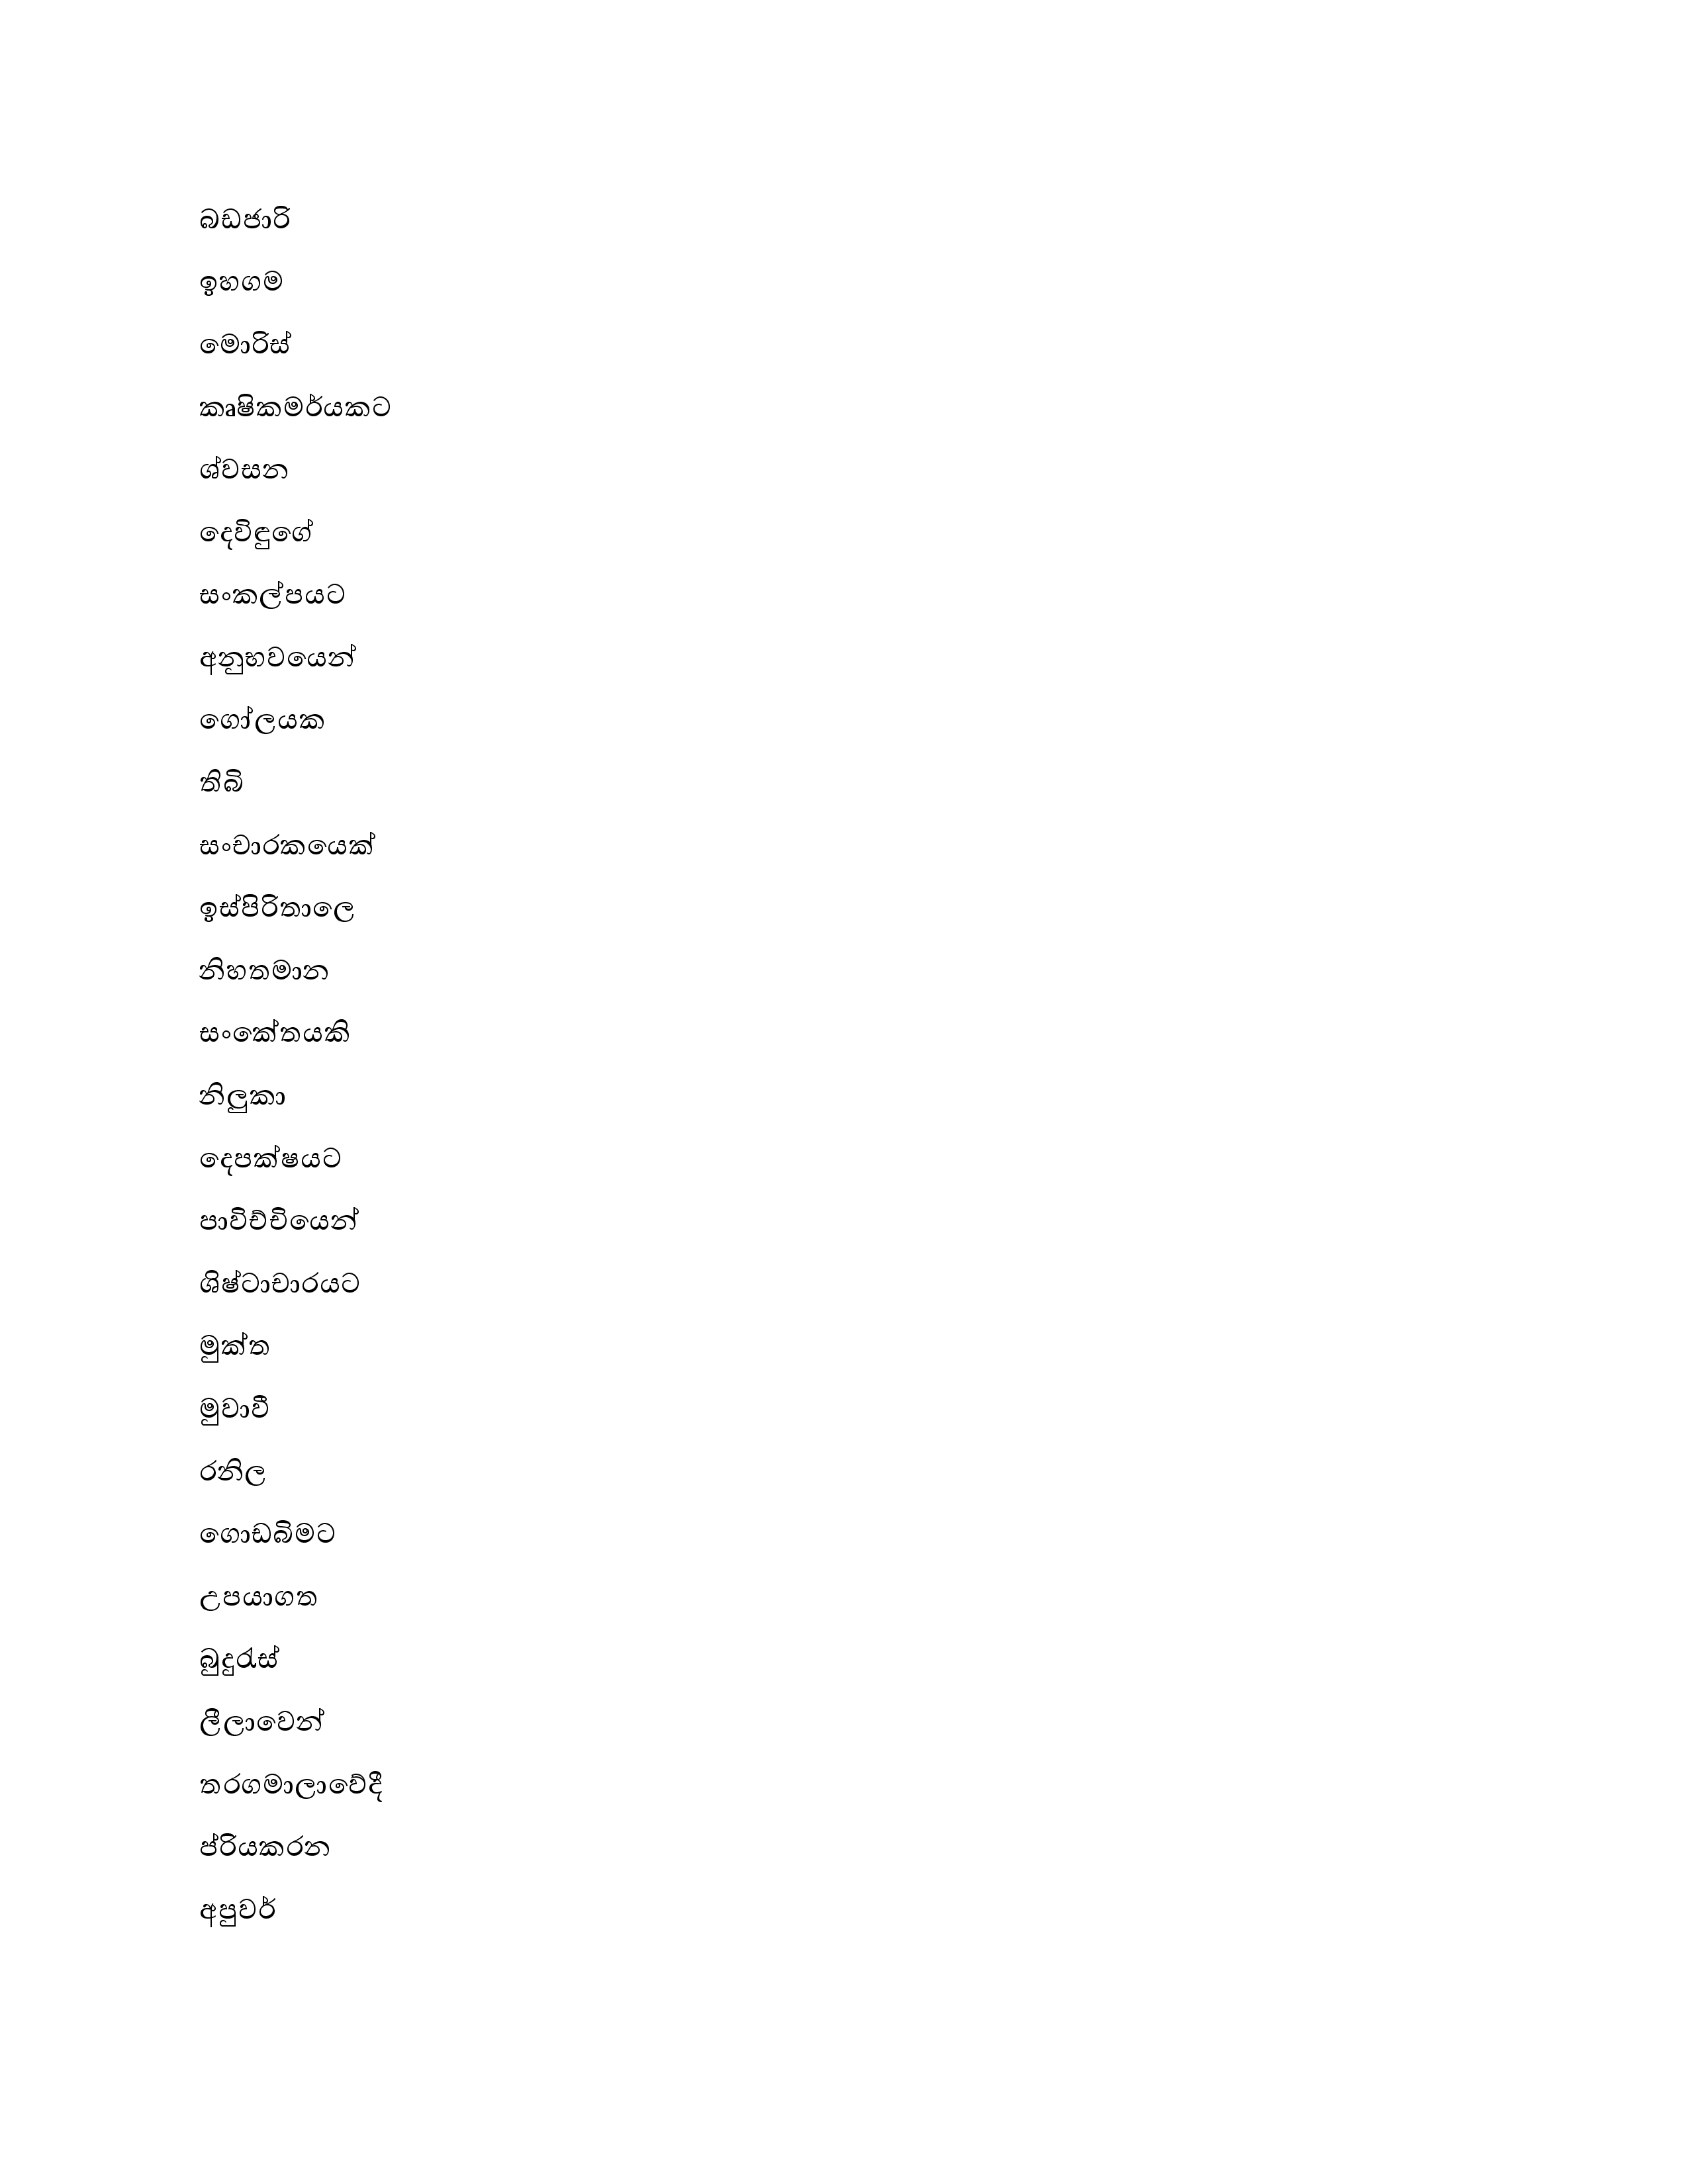 බඩජාරි
ඉහගම
මොරිස්
කෘෂිකමර්යකට
ශ්වසන
දෙවිඳුගේ
සංකල්පයට
අනුභවයෙන්
ගෝලයක
තිබි
සංචාරකයෙක්
ඉස්පිරිතාලෙ
නිහතමාන
සංකේතයකි
නිලුකා
දෙපක්ෂයට
පාවිච්චියෙන්
ශිෂ්ටාචාරයට
මුක්ත
මුවාවී
රනිල
ගොඩබිමට
උපයාගත
බුදුරැස්
ලීලාවෙන්
තරගමාලාවේදී
ප්රියකරන
අපුවර්